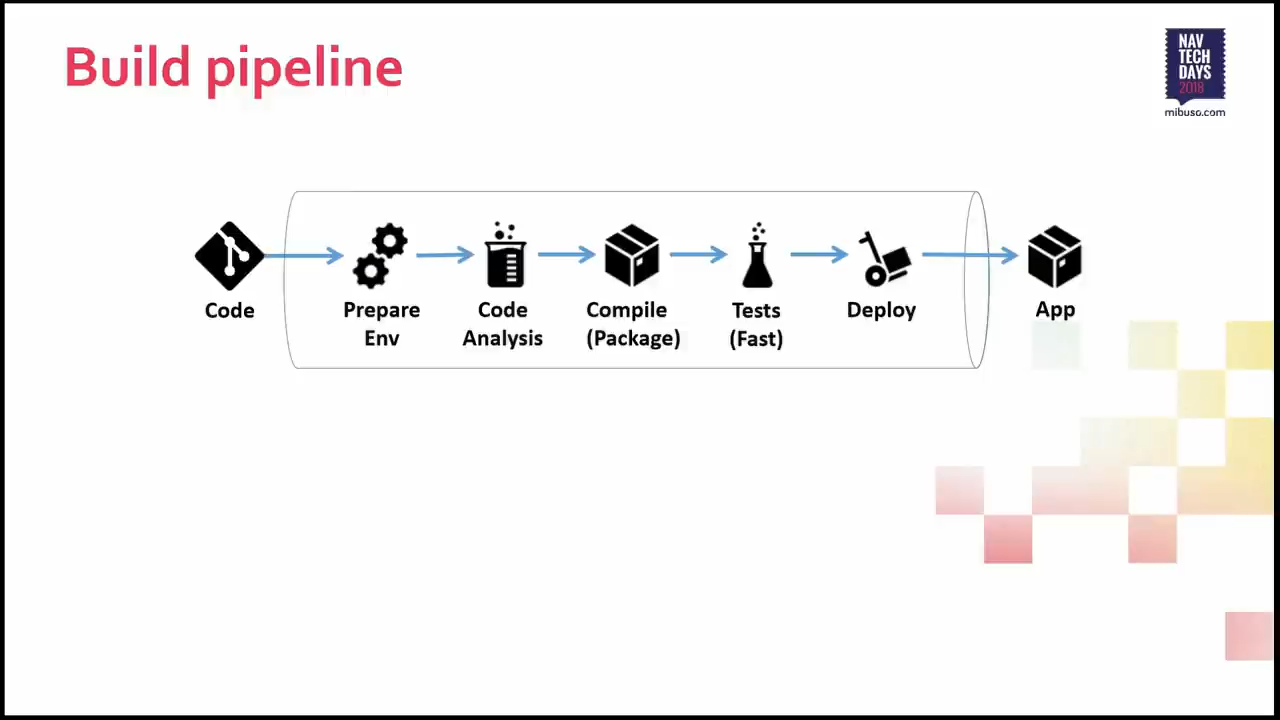 Build pipeline
NAV
TECH
DAYS
2018
mibuso.com
Code
Prepare
Env
Code
Analysis
Compile
(Package)
Tests
(Fast)
Deploy
App